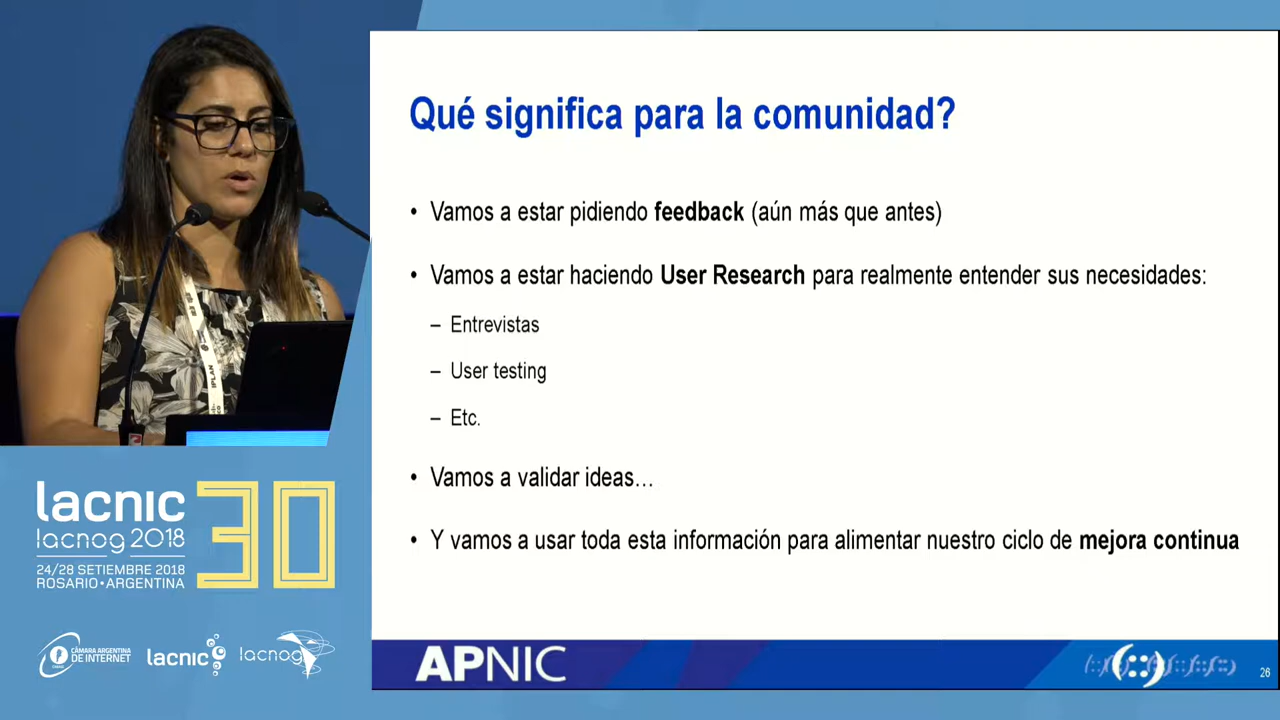 Qué significa para la comunidad?
• Vamos a estar pidiendo feedback (aún más que antes)
• Vamos a estar haciendo User Research para realmente entender sus necesidades:
– Entrevistas
– User testing
– Etc.
• Vamos a validar ideas…
• Y vamos a usar toda esta información para alimentar nuestro ciclo de mejora continua
APNIC
26
IPLAN
lacnic 30
lacnog 2018
24/28 SETIEMBRE 2018
ROSARIO • ARGENTINA
CÁMARA ARGENTINA
DE INTERNET
lacnic
lacnog